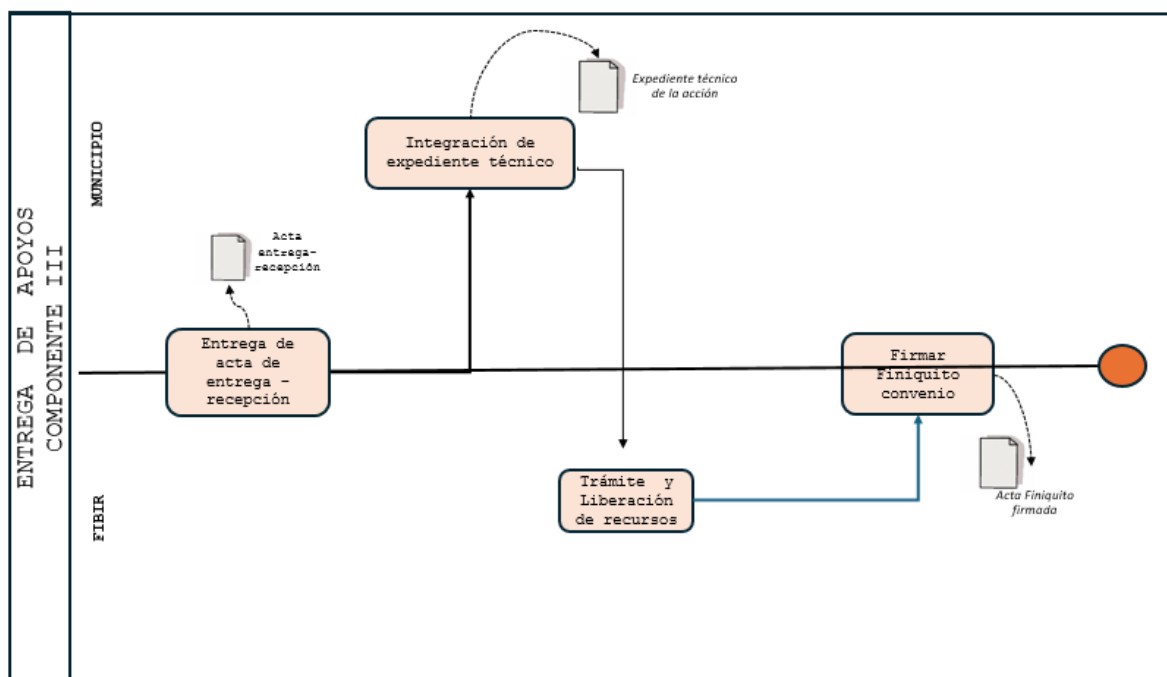 ENTREGA DE APOYOS
COMPONENTE III
MUNICIPIO
FIBIR
Expediente técnico
de la acción
Integración de
expediente técnico
Acta
entrega-
recepción
Entrega de
acta de
entrega -
recepción
Firmar
Finiquito
convenio
Trámite y
Liberación
de recursos
Acta Finiquito
firmada